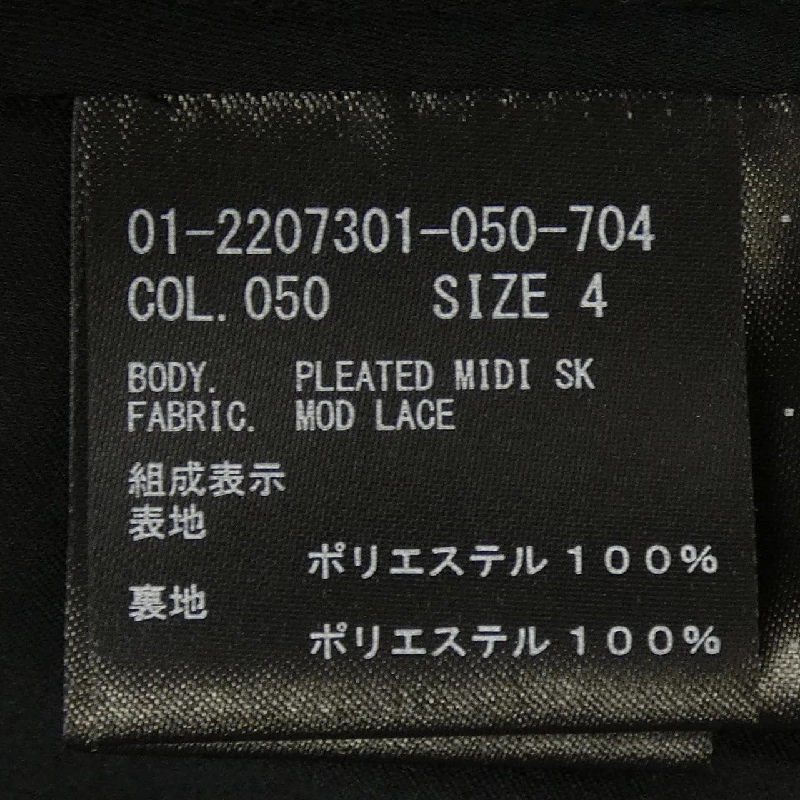 01-2207301-050-704
COL.050 SIZE 4
BODY. PLEATED MIDI SK
FABRIC. MOD LACE
組成表示
表地
ポリエステル100%
裏地
ポリエステル100%